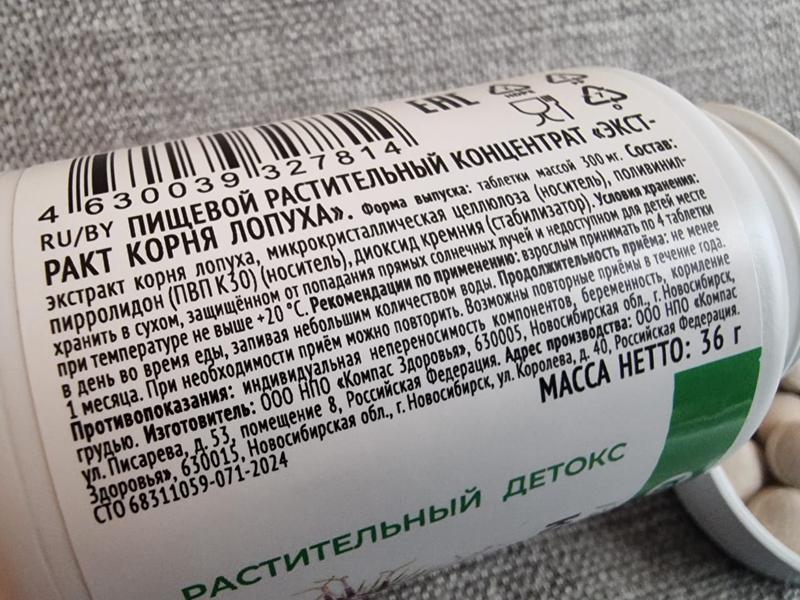 4 630039 327814
EAC
HDPE
RU/BY ПИЩЕВОЙ РАСТИТЕЛЬНЫЙ КОНЦЕНТРАТ «ЭКСТ-
РАКТ КОРНЯ ЛОПУХА». Форма выпуска: таблетки массой 300 мг. Состав:
экстракт корня лопуха, микрокристаллическая целлюлоза (носитель), поливинил-
пирролидон (ПВП К30) (носитель), диоксид кремния (стабилизатор). Условия хранения:
хранить в сухом, защищённом от попадания прямых солнечных лучей и недоступном для детей месте
при температуре не выше +20 °С. Рекомендации по применению: взрослым принимать по 4 таблетки
в день во время еды, запивая небольшим количеством воды. Продолжительность приёма: не менее
1 месяца. При необходимости приём можно повторить. Возможны повторные приёмы в течение года.
Противопоказания: индивидуальная непереносимость компонентов, беременность, кормление
грудью. Изготовитель: ООО НПО «Компас Здоровья», 630005, Новосибирская обл., г. Новосибирск,
ул. Писарева, д. 53, помещение 8, Российская Федерация. Адрес производства: ООО НПО «Компас
Здоровья», 630015, Новосибирская обл., г. Новосибирск, ул. Королева, д. 40, Российская Федерация.
СТО 68311059-071-2024
МАССА НЕТТО: 36 г
РАСТИТЕЛЬНЫЙ ДЕТОКС